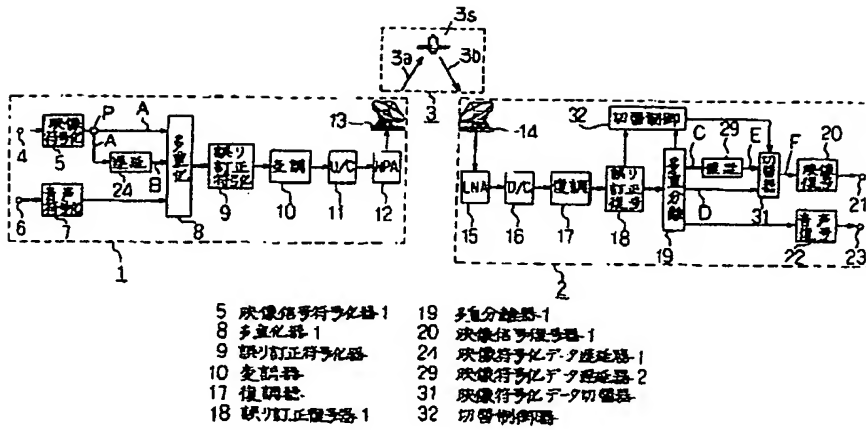 3s
3a
3b
3
P
A
A
B
4
映像
符号化
5
遅延
24
6
音声
符号化
7
多重化
8
誤り
訂正
符号化
9
変調
10
U/C
11
HPA
12
13
1
14
LNA
15
D/C
16
復調
17
誤り
訂正
復号
18
32
切替制御
多重分離
19
C
29
遅延
E
D
切替器
31
F
20
映像
復号
21
音声
復号
22
23
2
5 映像信号符号化器1
8 多重化器1
9 誤り訂正符号化器
10 変調器
17 復調器
18 誤り訂正復号器1
19 多重分離器1
20 映像信号復号器1
24 映像符号化データ遅延器1
29 映像符号化データ遅延器2
31 映像符号化データ切替器
32 切替制御器